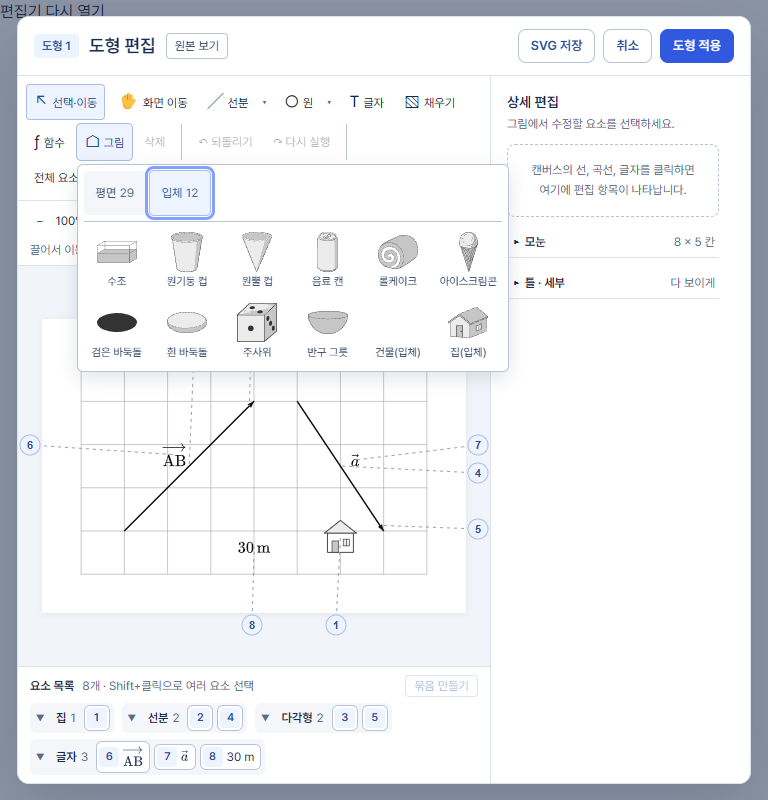 편집기 다시 열기
도형 1 도형 편집 원본 보기 SVG 저장 취소 도형 적용
선택·이동 화면 이동 선분 원 T 글자 채우기
f 함수 그림 삭제 되돌리기 다시 실행
전체 요소
평면 29 입체 12
− 100%
끌어서 이동
수조 원기둥 컵 원뿔 컵 음료 캔 롤케이크 아이스크림콘
검은 바둑돌 흰 바둑돌 주사위 반구 그릇 건물(입체) 집(입체)
상세 편집
그림에서 수정할 요소를 선택하세요.
캔버스의 선, 곡선, 글자를 클릭하면
여기에 편집 항목이 나타납니다.
모눈 8 × 5 칸
틀 · 세부 다 보이게
6 AB a 7
4
5
30 m
8 1
요소 목록 8개 · Shift+클릭으로 여러 요소 선택 묶음 만들기
집 1 1 선분 2 2 4 다각형 2 3 5
글자 3 6 AB 7 a 8 30 m